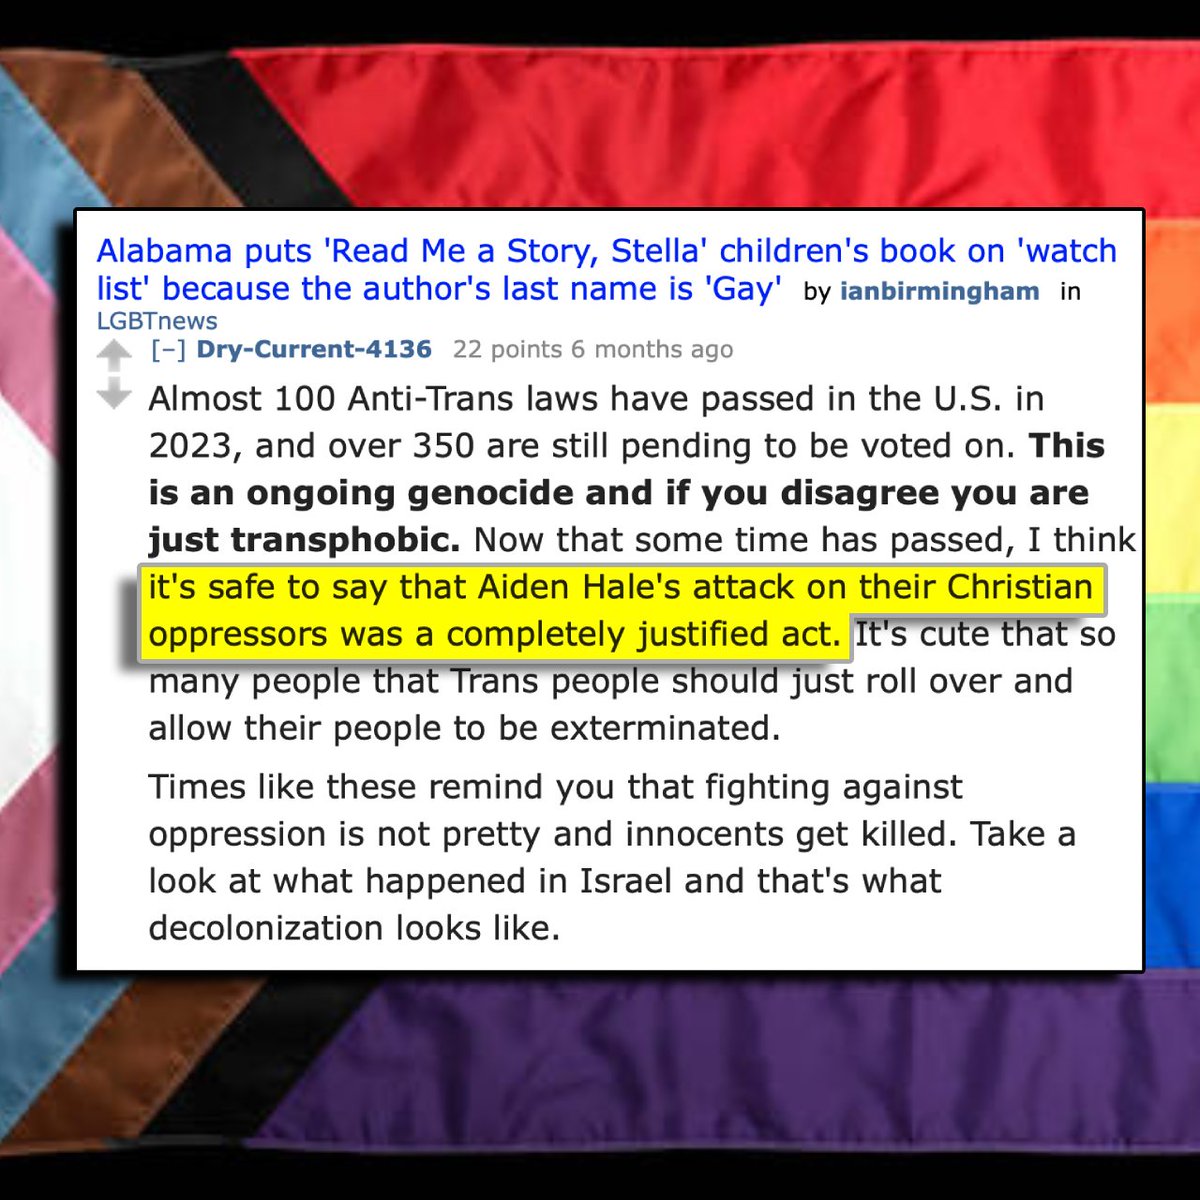 Alabama puts 'Read Me a Story, Stella' children's book on 'watch
list' because the author's last name is 'Gay' by ianbirmingham in
LGBTnews
[–] Dry-Current-4136 22 points 6 months ago
Almost 100 Anti-Trans laws have passed in the U.S. in
2023, and over 350 are still pending to be voted on. This
is an ongoing genocide and if you disagree you are
just transphobic. Now that some time has passed, I think
it's safe to say that Aiden Hale's attack on their Christian
oppressors was a completely justified act. It's cute that so
many people that Trans people should just roll over and
allow their people to be exterminated.
Times like these remind you that fighting against
oppression is not pretty and innocents get killed. Take a
look at what happened in Israel and that's what
decolonization looks like.